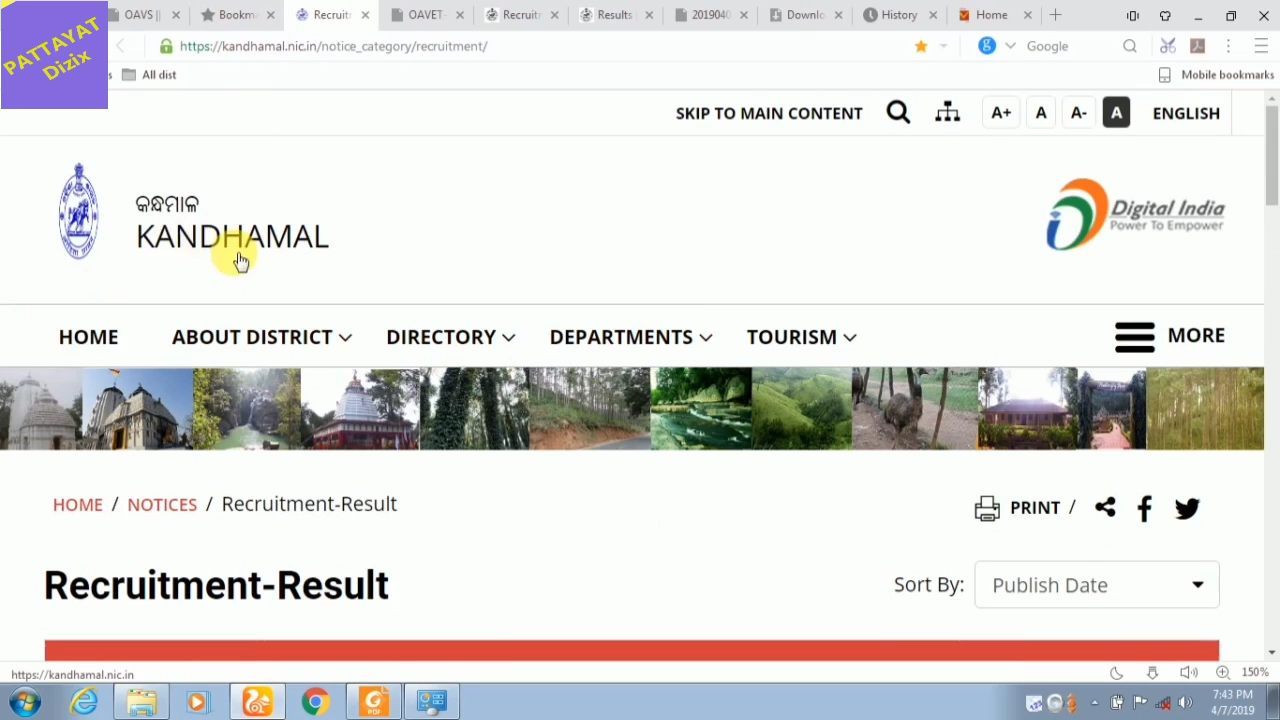 PATTAYAT
Dizix
OAVS |
Bookm
Recruit
OAVET-
Recruit
Results
2019040
Downlo
History
Home
https://kandhamal.nic.in/notice_category/recruitment/
Google
s
All dist
Mobile bookmarks
SKIP TO MAIN CONTENT
A+
A
A-
A
ENGLISH
କନ୍ଧମାଳ
KANDHAMAL
Digital India
Power To Empower
HOME
ABOUT DISTRICT
DIRECTORY
DEPARTMENTS
TOURISM
MORE
HOME / NOTICES / Recruitment-Result
PRINT /
Recruitment-Result
Sort By:
Publish Date
https://kandhamal.nic.in
150%
PDF
7:43 PM
4/7/2019